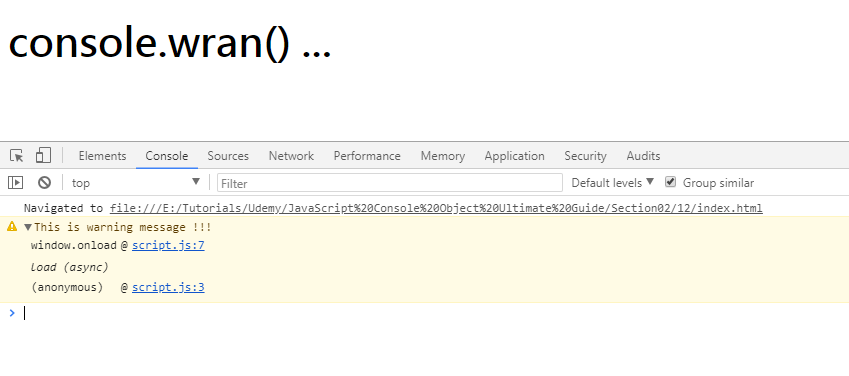 console.wran() ...
Elements Console Sources Network Performance Memory Application Security Audits
top Filter Default levels Group similar
Navigated to file:///E:/Tutorials/Udemy/JavaScript%20Console%20Object%20Ultimate%20Guide/Section02/12/index.html
This is warning message !!!
window.onload @ script.js:7
Load (async)
(anonymous) @ script.js:3